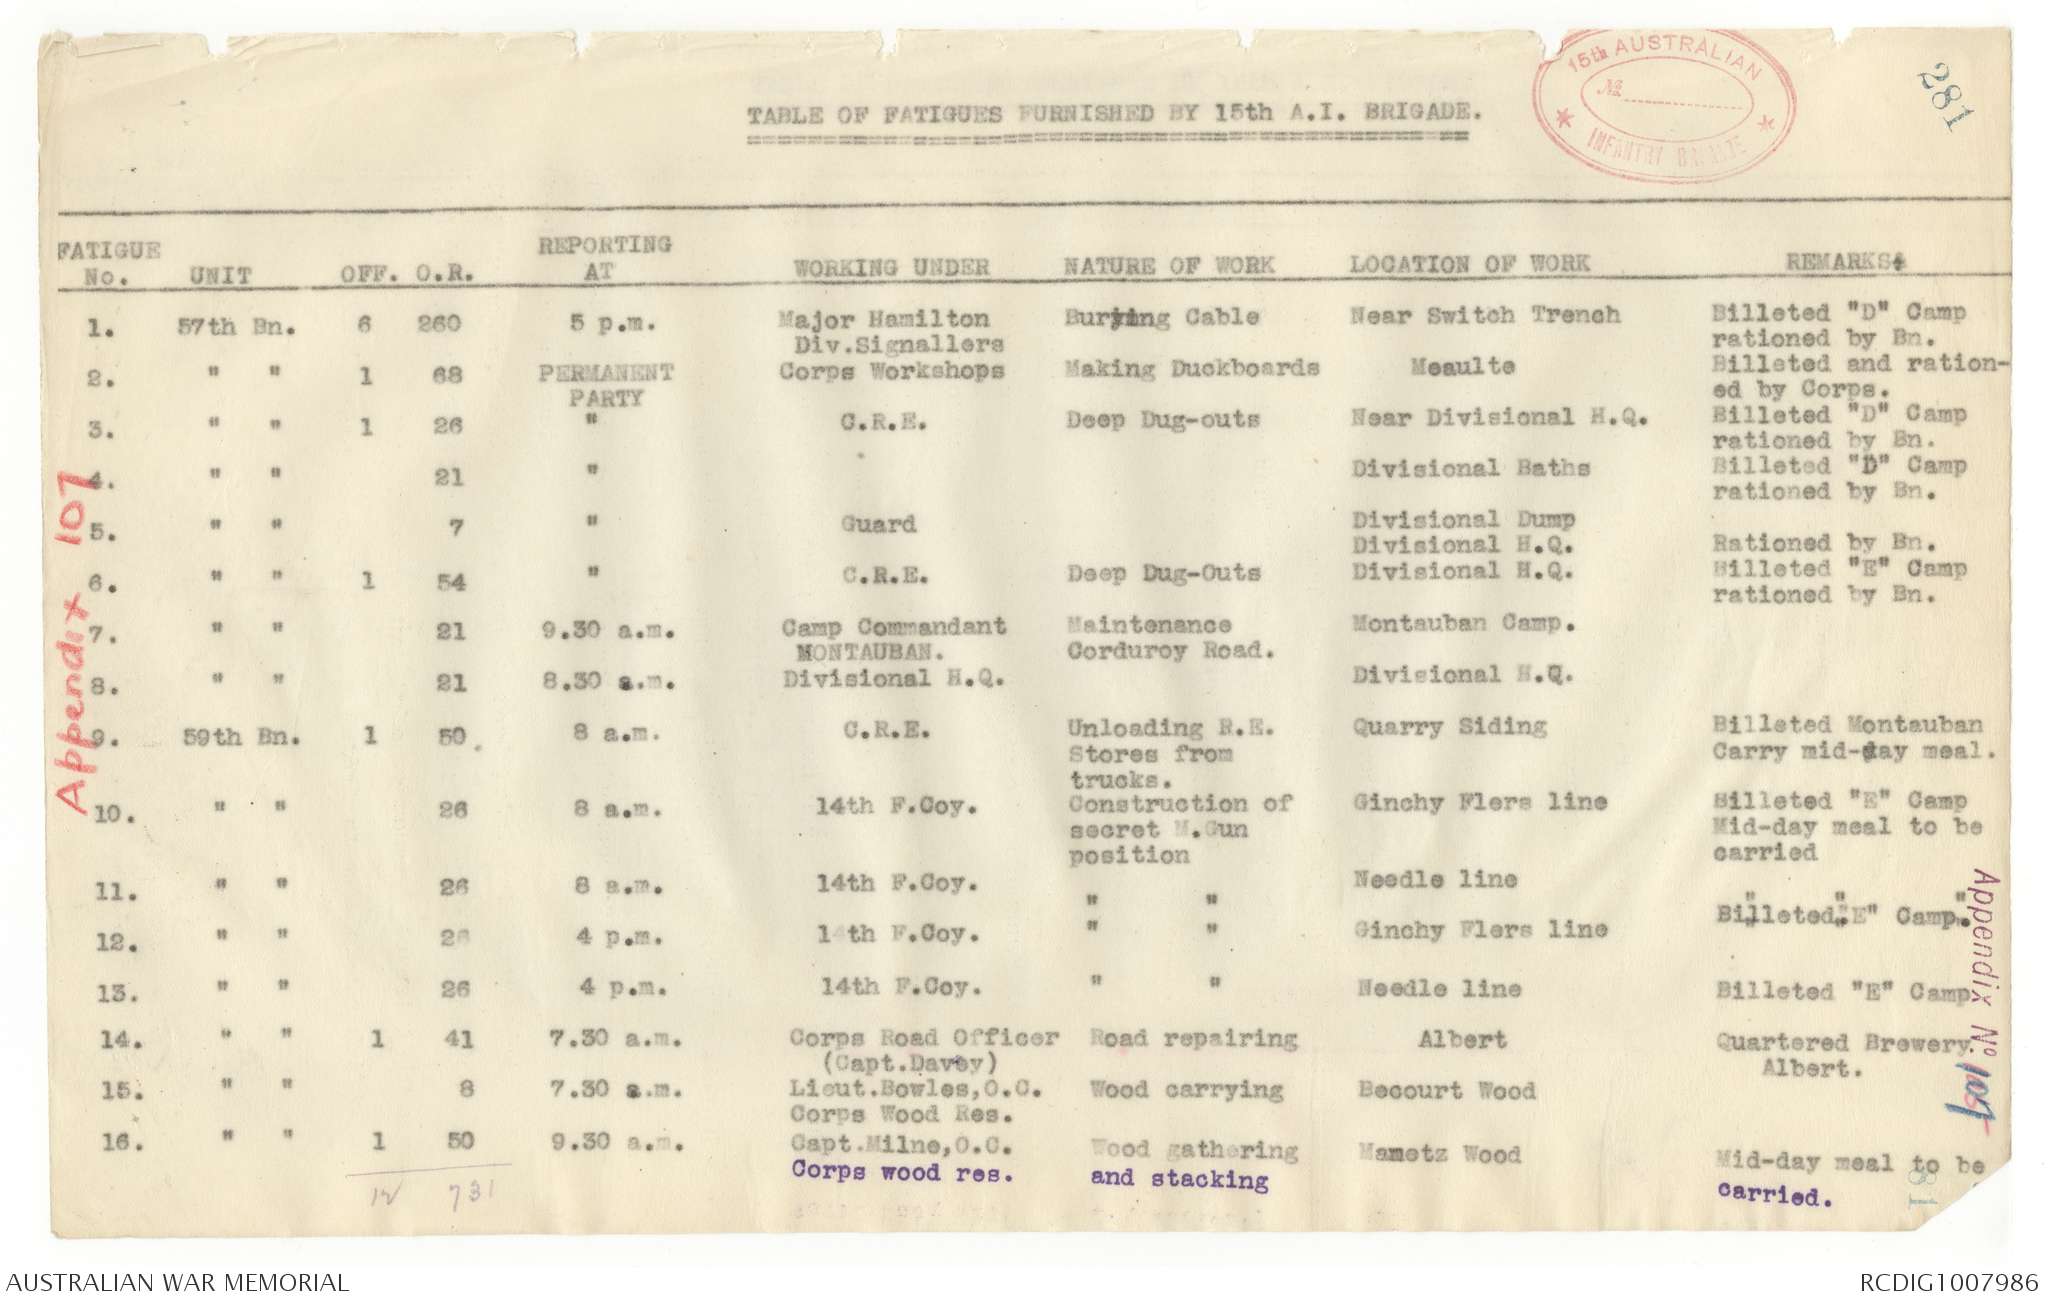 15th AUSTRALIAN
No.
INFANTRY BRIGADE
281
TABLE OF FATIGUES FURNISHED BY 15th A.I. BRIGADE.
FATIGUE No. UNIT OFF. O.R. REPORTING AT WORKING UNDER NATURE OF WORK LOCATION OF WORK REMARKS.
1. 57th Bn. 6 260 5 p.m. Major Hamilton Burying Cable Near Switch Trench Billeted "D" Camp
Div.Signallers rationed by Bn.
2. " " 1 68 PERMANENT Corps Workshops Making Duckboards Meaulte Billeted and ration-
PARTY ed by Corps.
3. " " 1 26 " C.R.E. Deep Dug-outs Near Divisional H.Q. Billeted "D" Camp
rationed by Bn.
4. " " 21 " Divisional Baths Billeted "D" Camp
rationed by Bn.
5. " " 7 " Guard Divisional Dump
Divisional H.Q. Rationed by Bn.
6. " " 1 54 " C.R.E. Deep Dug-Outs Divisional H.Q. Billeted "E" Camp
rationed by Bn.
7. " " 21 9.30 a.m. Camp Commandant Maintenance Montauban Camp.
MONTAUBAN. Corduroy Road.
8. " " 21 8.30 a.m. Divisional H.Q. Divisional H.Q.
9. 59th Bn. 1 50 8 a.m. C.R.E. Unloading R.E. Quarry Siding Billeted Montauban
Stores from Carry mid-day meal.
trucks.
10. " " 26 8 a.m. 14th F.Coy. Construction of Ginchy Flers line Billeted "E" Camp
secret M.Gun Mid-day meal to be
position carried
11. " " 26 8 a.m. 14th F.Coy. " " Needle line " " "
12. " " 26 4 p.m. 14th F.Coy. " " Ginchy Flers line Billeted "E" Camp.
13. " " 26 4 p.m. 14th F.Coy. " " Needle line Billeted "E" Camp
14. " " 1 41 7.30 a.m. Corps Road Officer Road repairing Albert Quartered Brewery
(Capt.Davey) Albert.
15. " " 8 7.30 a.m. Lieut.Bowles,O.C. Wood carrying Becourt Wood
Corps Wood Res.
16. " " 1 50 9.30 a.m. Capt.Milne,O.C. Wood gathering Mametz Wood Mid-day meal to be
Corps wood res. and stacking carried.
12 731
Appendix 107
Appendix No. 107
181
AUSTRALIAN WAR MEMORIAL
RCDIG1007986